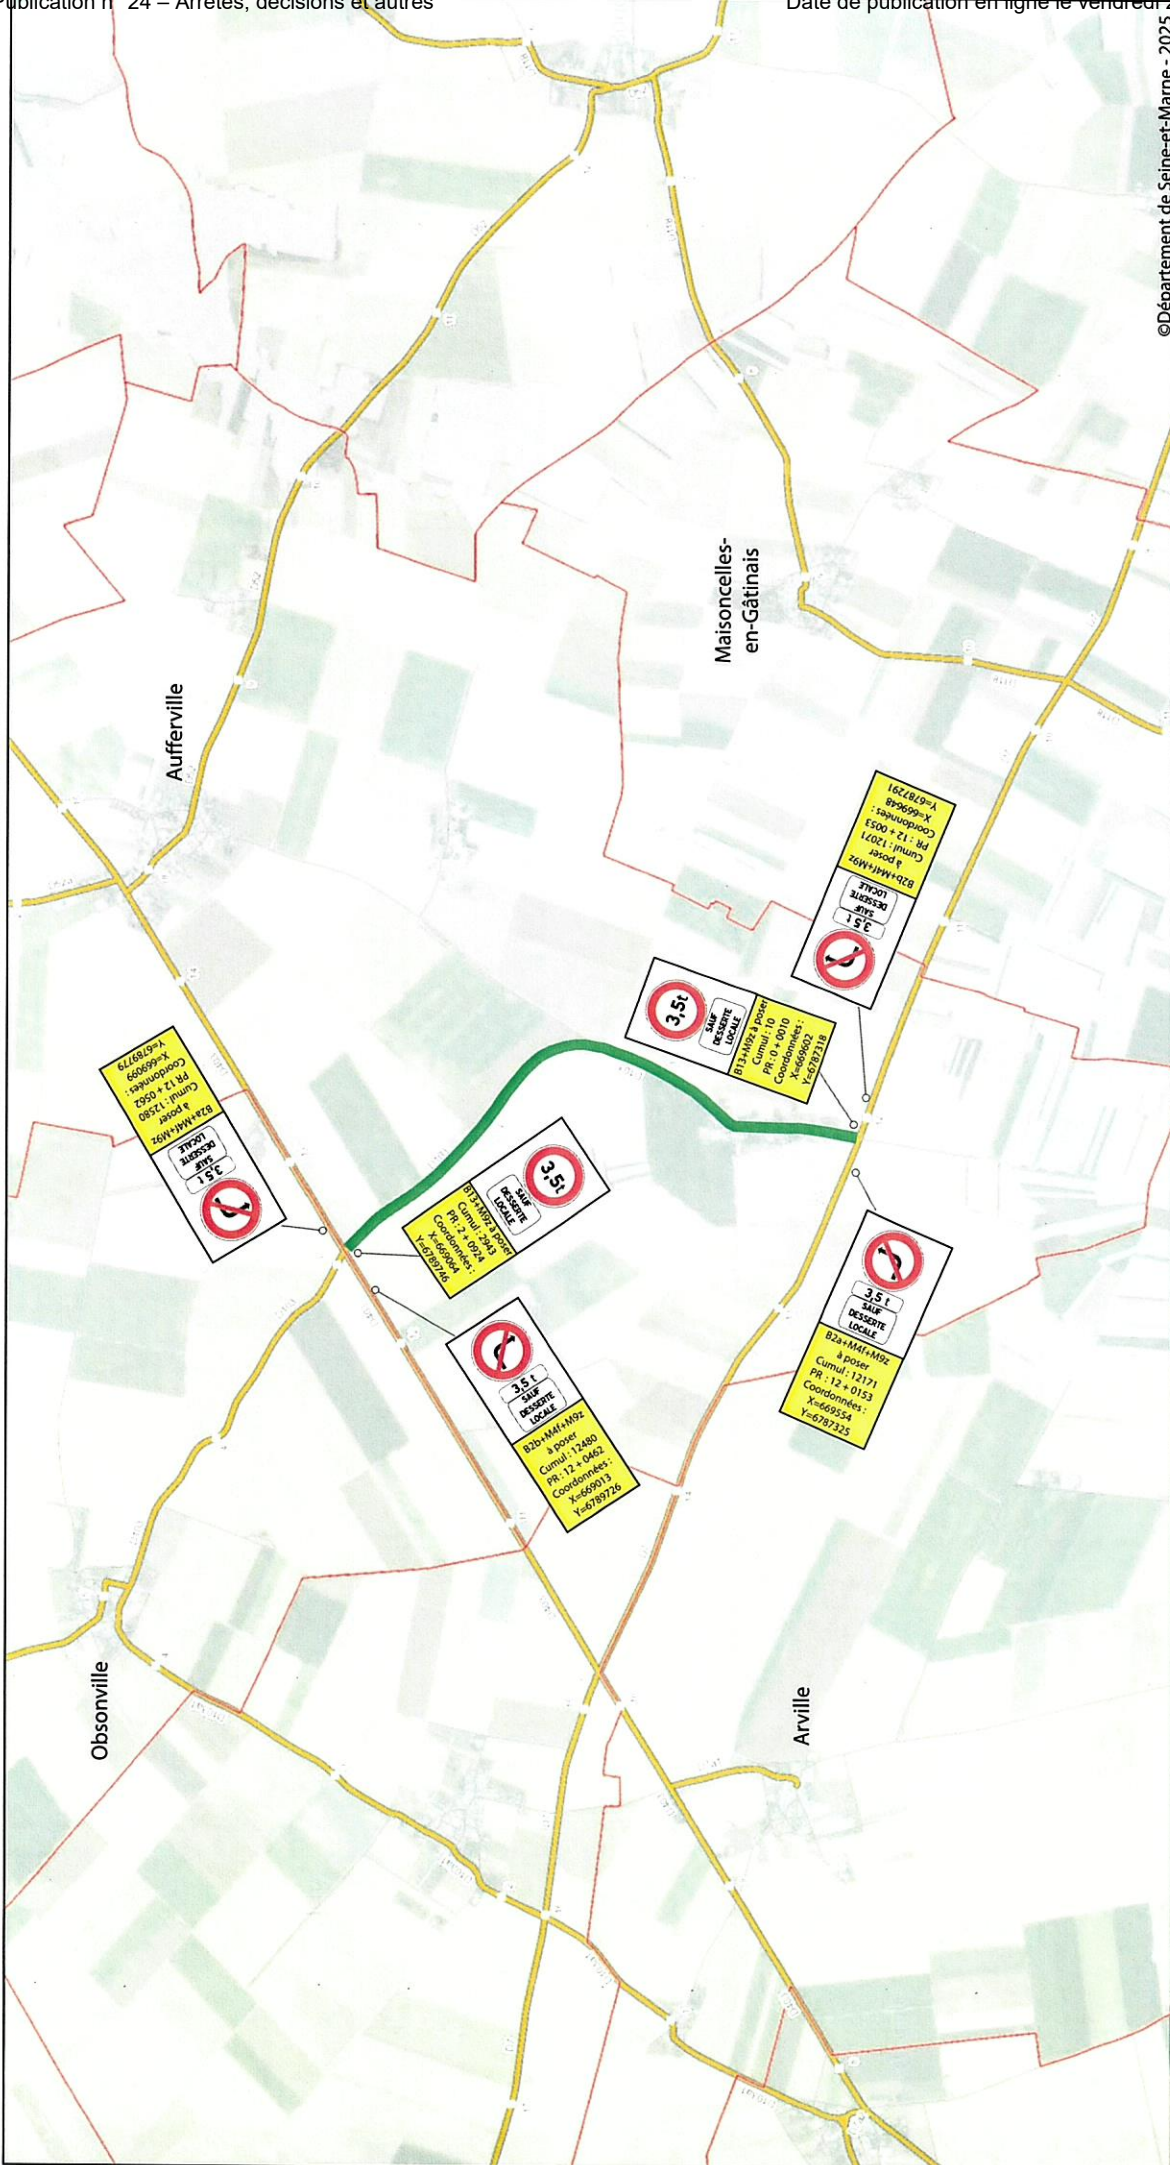 Publication n° 24 – Arrêtés, décisions et autres
Date de publication en ligne le vendredi 2
©Département de Seine-et-Marne - 2025
Aufferville
Maisoncelles-
en-Gâtinais
Obsonville
Arville
3,5 t
SAUF
DESSERTE
LOCALE
B2a+M4f+M9z
à poser
Cumul : 12580
PR 12 + 0562
Coordonnées :
X=669099
Y=6789779
3,5t
SAUF
DESSERTE
LOCALE
B13+M9z à poser
Cumul : 2943
PR : 2 + 0924
Coordonnées :
X=669064
Y=6789746
3,5 t
SAUF
DESSERTE
LOCALE
B2b+M4f+M9z
à poser
Cumul : 12480
PR : 12 + 0462
Coordonnées :
X=669013
Y=6789726
3,5t
SAUF
DESSERTE
LOCALE
B13+M9z à poser
Cumul : 10
PR : 0 + 0010
Coordonnées :
X=669602
Y=6787318
3,5 t
SAUF
DESSERTE
LOCALE
B2b+M4f+M9z
à poser
Cumul : 12071
PR : 12 + 0053
Coordonnées :
X=669648
Y=6787291
3,5 t
SAUF
DESSERTE
LOCALE
B2a+M4f+M9z
à poser
Cumul : 12171
PR : 12 + 0153
Coordonnées :
X=669554
Y=6787325